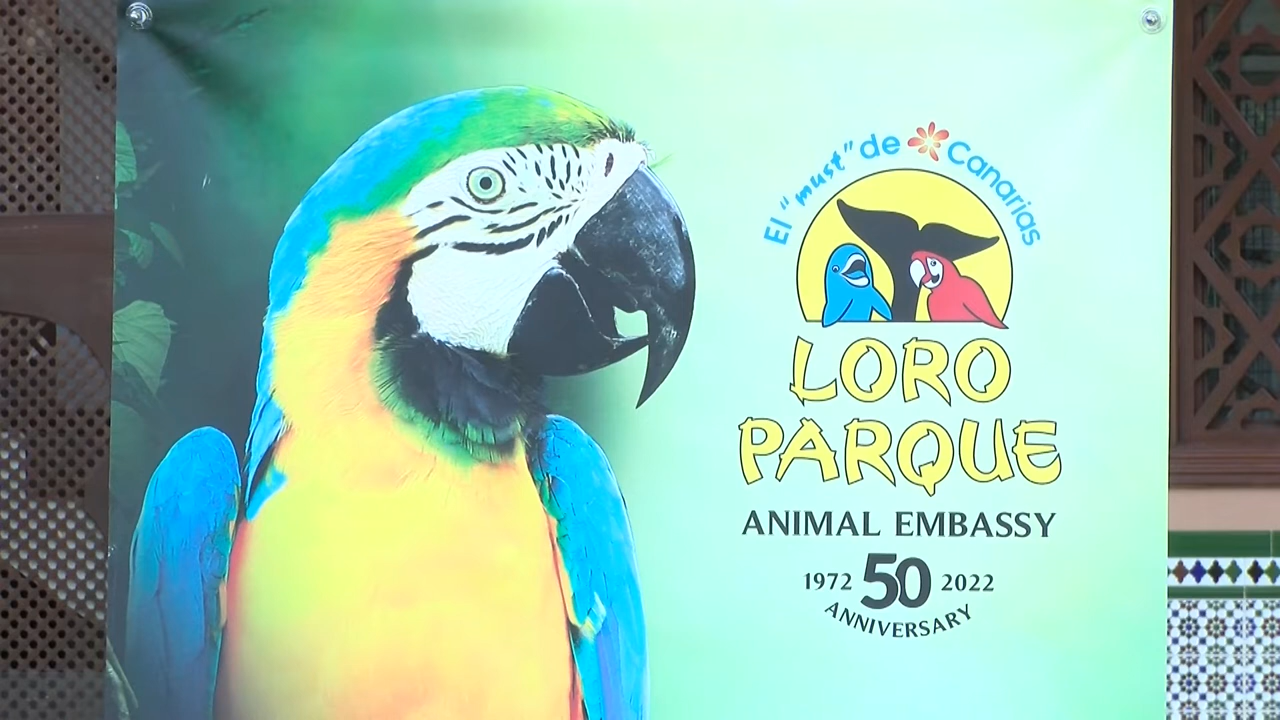 El "must" de Canarias
LORO
PARQUE
ANIMAL EMBASSY
1972 50 2022
ANNIVERSARY